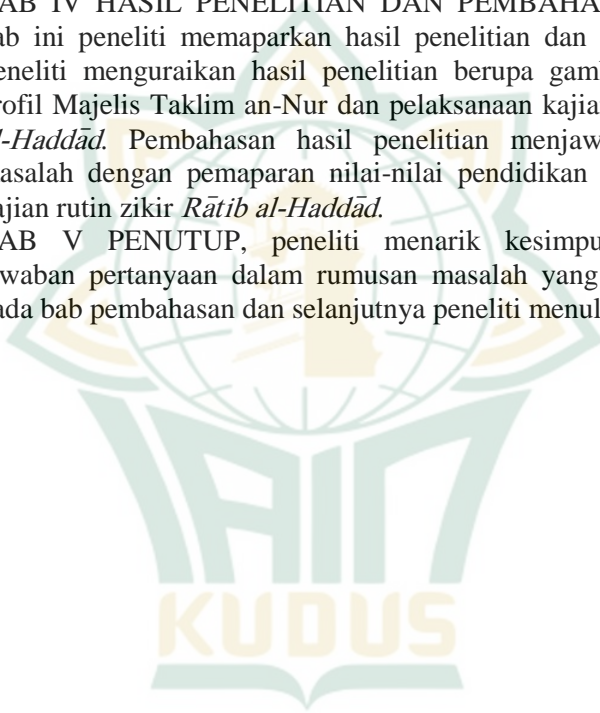 AB IV HASIL PENELITIAN DAN PEMBAHA
ab ini peneliti memaparkan hasil penelitian dan
eneliti menguraikan hasil penelitian berupa gam
rofil Majelis Taklim an-Nur dan pelaksanaan kajia
l-Haddād. Pembahasan hasil penelitian menjaw
asalah dengan pemaparan nilai-nilai pendidikan
ajian rutin zikir Rātib al-Haddād.
AB V PENUTUP, peneliti menarik kesimpu
waban pertanyaan dalam rumusan masalah yang
ada bab pembahasan dan selanjutnya peneliti menul
IAIN
KUDUS